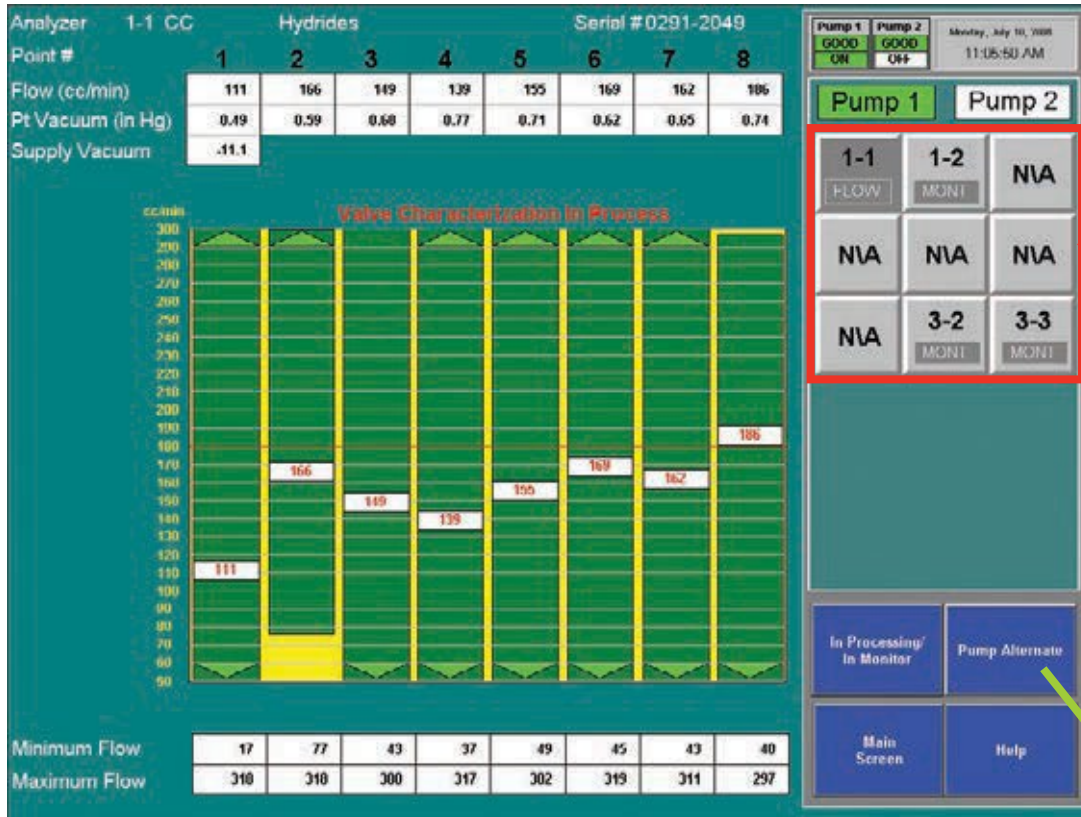 Analyzer 1-1 CC Hydrides Serial # 0291-2049
Point # 1 2 3 4 5 6 7 8
Flow (cc/min) 111 166 149 139 155 169 162 186
Pt Vacuum (in Hg) 0.49 0.59 0.68 0.77 0.71 0.62 0.65 0.74
Supply Vacuum -11.1
cc/min
Valve Characterization In Process
300
290
280
270
260
250
240
230
220
210
200
190
180
170
160
150
140
130
120
110
100
90
80
70
60
50
111
166
149
139
155
169
162
186
Minimum Flow 17 77 43 37 49 45 43 40
Maximum Flow 310 310 300 317 302 319 311 297
Pump 1 Pump 2
GOOD GOOD
ON OFF
Monday, July 10,
11:05:50 AM
Pump 1 Pump 2
1-1
FLOW
1-2
MONT
N\A
N\A N\A N\A
N\A
3-2
MONT
3-3
MONT
In Processing/
In Monitor
Pump Alternate
Main
Screen
Help